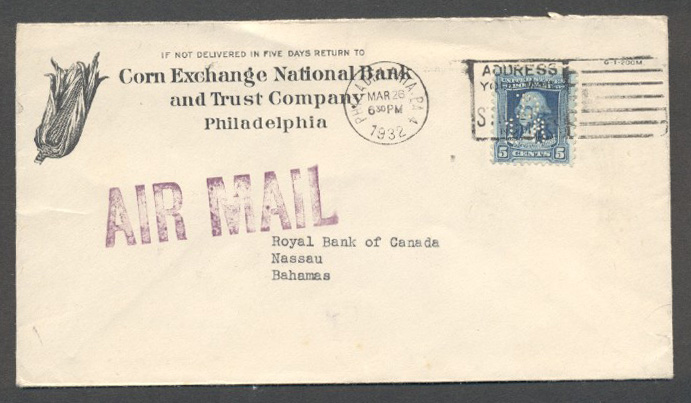 IF NOT DELIVERED IN FIVE DAYS RETURN TO
Corn Exchange National Bank
and Trust Company
Philadelphia
PHILADELPHIA, PA
MAR 26
6 30 PM
1932
4
ADDRESS
5 CENTS 5
AIR MAIL
Royal Bank of Canada
Nassau
Bahamas